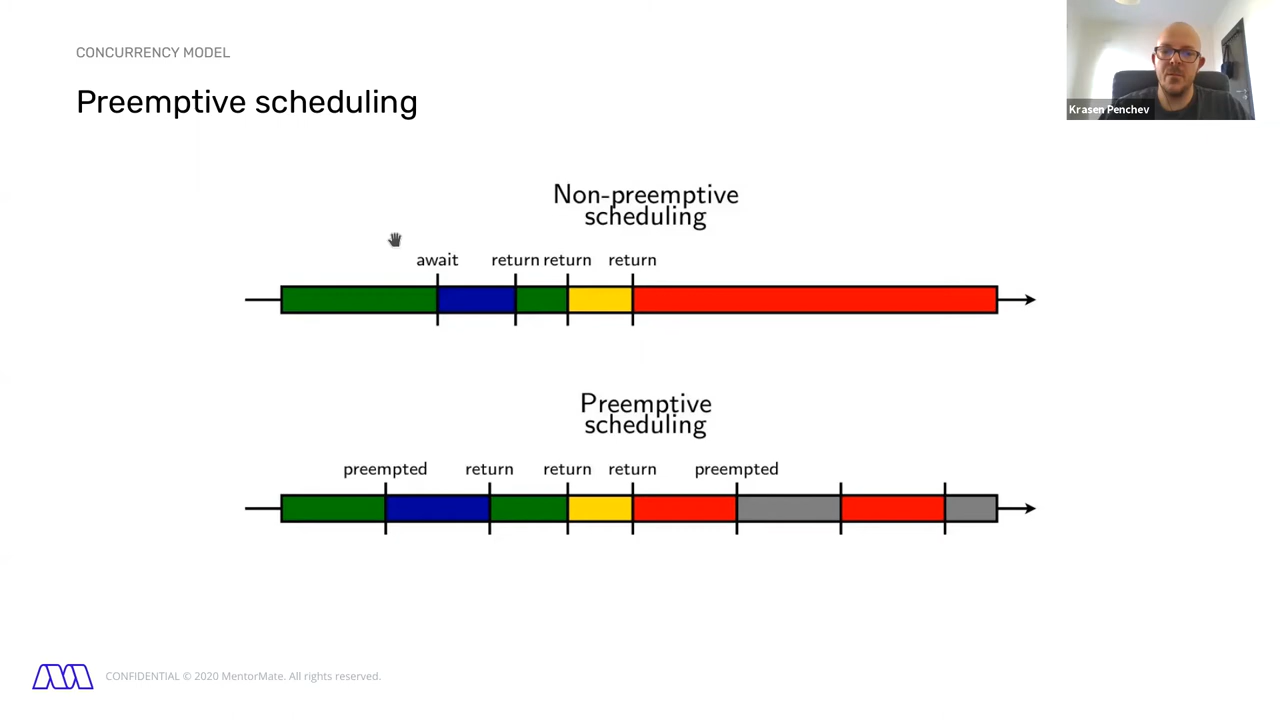 CONCURRENCY MODEL
Preemptive scheduling
Krasen Penchev
Non-preemptive
scheduling
await return return return
Preemptive
scheduling
preempted return return return preempted
CONFIDENTIAL © 2020 MentorMate. All rights reserved.